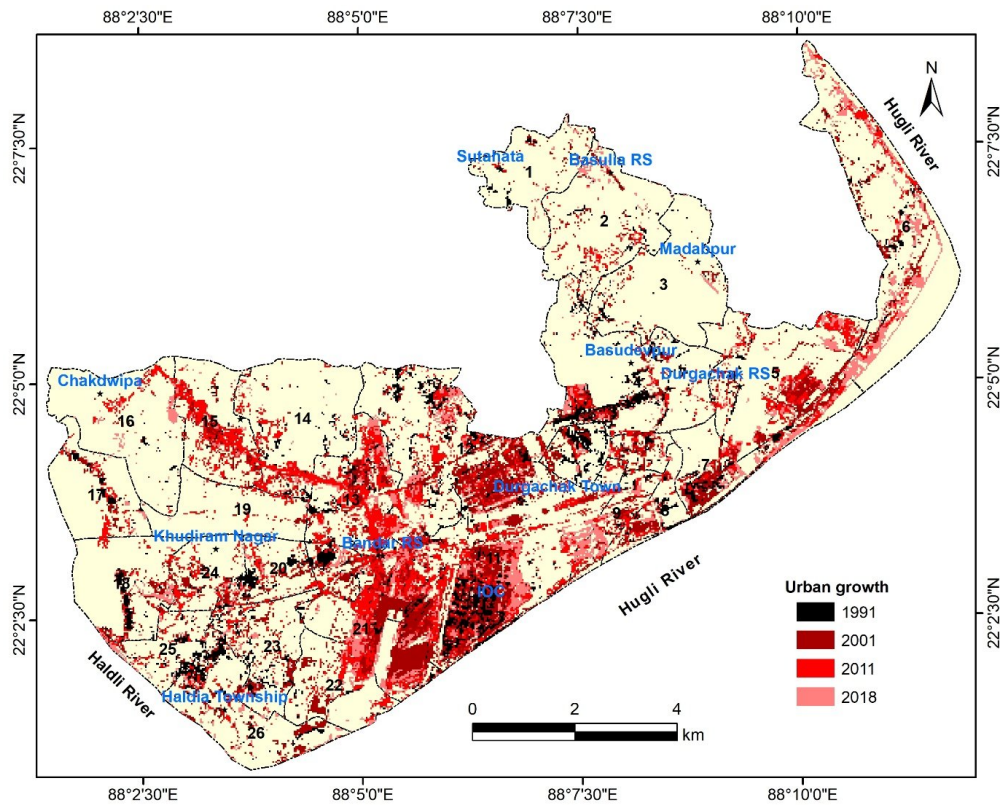 88°2'30"E
88°5'0"E
88°7'30"E
88°10'0"E
22°7'30"N
22°7'30"N
N
Hugli River
Sutahata
Basulia RS
1
2
6
Madabpur
3
Basudevpur
4
Durgachak RS
5
22°5'0"N
22°5'0"N
Chakdwipa
16
15
14
12
10
7
17
13
Durgachak Town
19
9
8
Khudiram Nagar
Bandar RS
11
24
20
IOC
18
Hugli River
Urban growth
1991
2001
2011
2018
22°2'30"N
22°2'30"N
21
25
23
22
Haldia Township
Haldi River
26
0
2
4
km
88°2'30"E
88°5'0"E
88°7'30"E
88°10'0"E